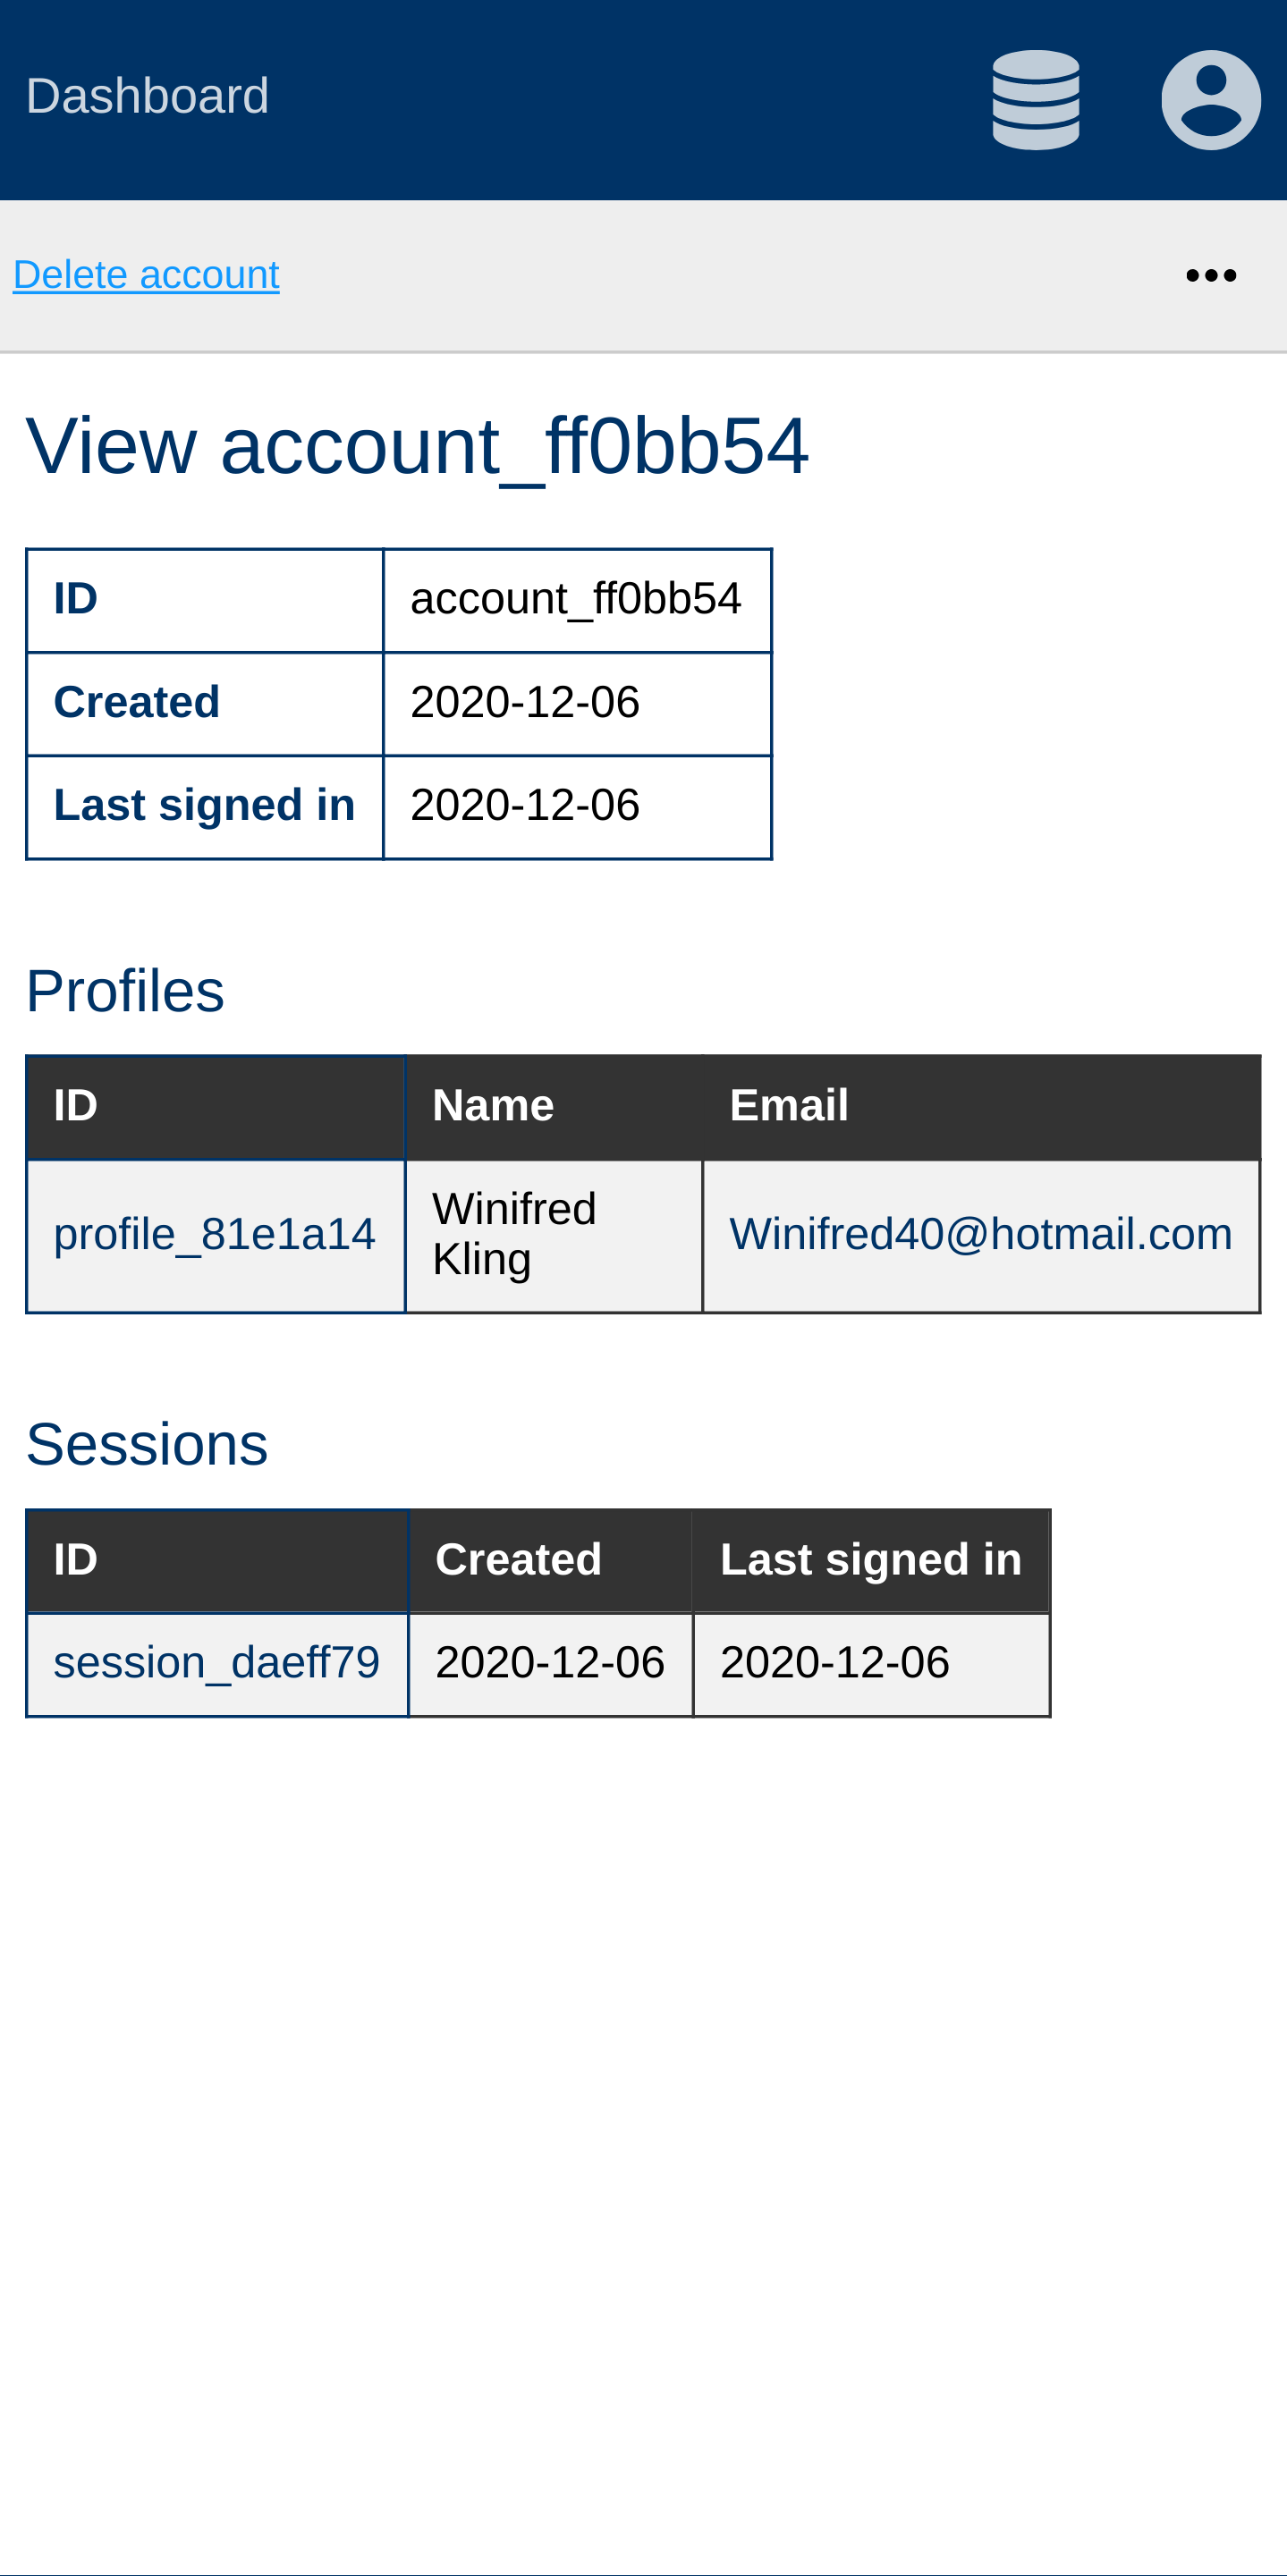 Dashboard
Delete account
View account_ff0bb54
ID account_ff0bb54
Created 2020-12-06
Last signed in 2020-12-06
Profiles
ID Name Email
profile_81e1a14 Winifred Kling Winifred40@hotmail.com
Sessions
ID Created Last signed in
session_daeff79 2020-12-06 2020-12-06